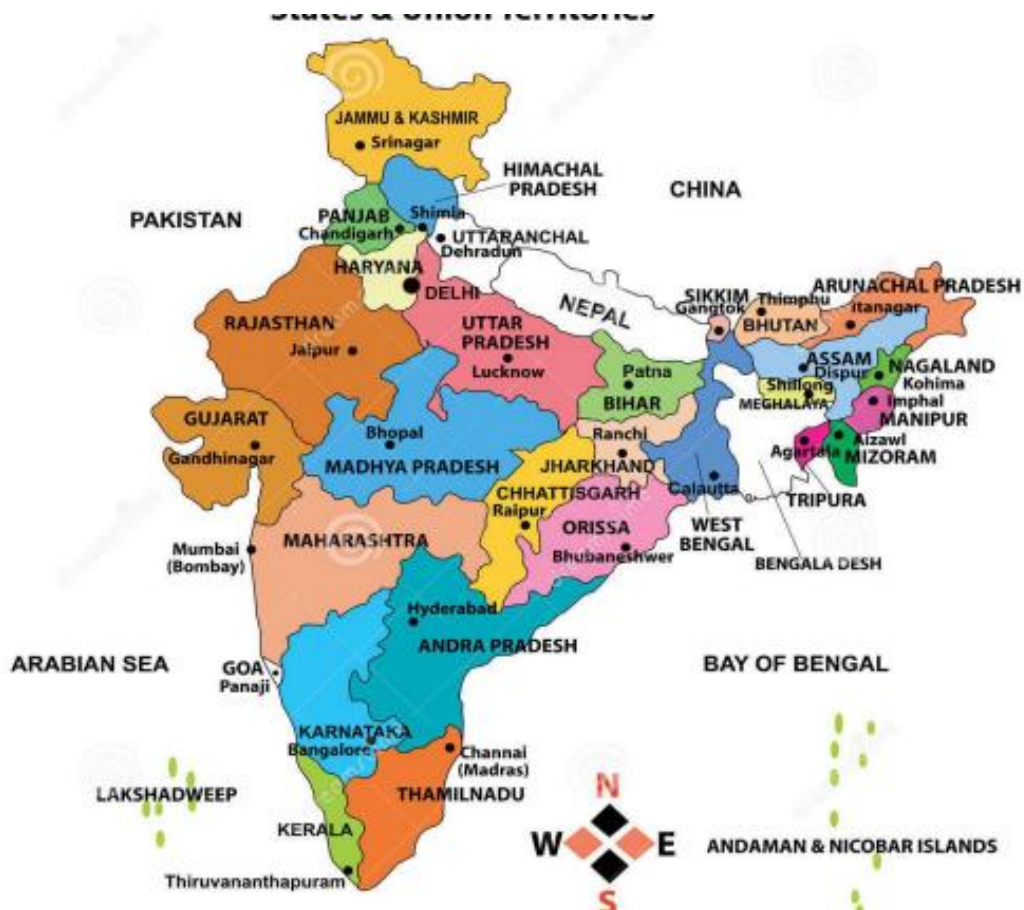 States & Union Territories
JAMMU & KASHMIR
Srinagar
HIMACHAL
PRADESH
CHINA
PAKISTAN
PANJAB
Chandigarh
Shimla
UTTARANCHAL
Dehradun
HARYANA
DELHI
NEPAL
SIKKIM
Gangtok
Thimphu
BHUTAN
ARUNACHAL PRADESH
Itanagar
RAJASTHAN
Jaipur
UTTAR
PRADESH
Lucknow
Patna
BIHAR
ASSAM
Dispur
NAGALAND
Kohima
Shillong
MEGHALAYA
Imphal
MANIPUR
GUJARAT
Gandhinagar
Bhopal
MADHYA PRADESH
Ranchi
JHARKHAND
Agartala
Aizawl
MIZORAM
CHHATTISGARH
Raipur
Calautta
TRIPURA
ORISSA
Bhubaneshwer
WEST
BENGAL
BENGALA DESH
MAHARASHTRA
Mumbai
(Bombay)
Hyderabad
ANDRA PRADESH
ARABIAN SEA
GOA
Panaji
BAY OF BENGAL
KARNATAKA
Bangalore
Channai
(Madras)
LAKSHADWEEP
THAMILNADU
KERALA
Thiruvananthapuram
N
W
E
S
ANDAMAN & NICOBAR ISLANDS